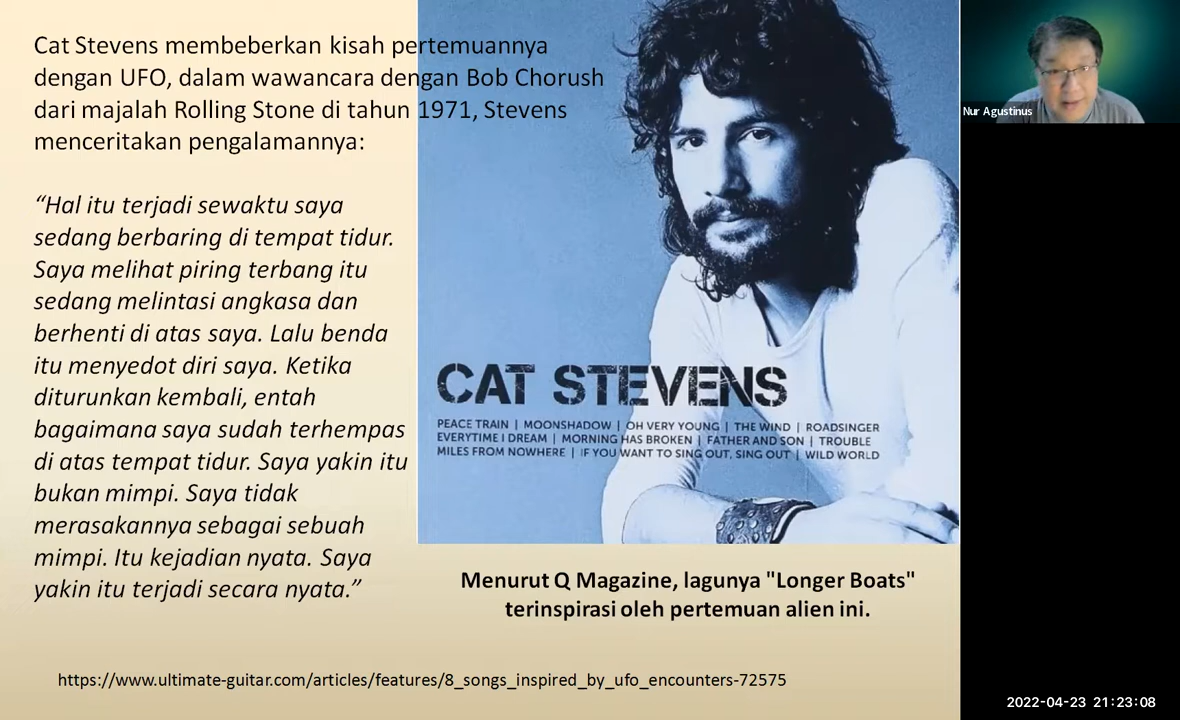 Cat Stevens membeberkan kisah pertemuannya
dengan UFO, dalam wawancara dengan Bob Chorush
dari majalah Rolling Stone di tahun 1971, Stevens
menceritakan pengalamannya:
“Hal itu terjadi sewaktu saya
sedang berbaring di tempat tidur.
Saya melihat piring terbang itu
sedang melintasi angkasa dan
berhenti di atas saya. Lalu benda
itu menyedot diri saya. Ketika
diturunkan kembali, entah
bagaimana saya sudah terhempas
di atas tempat tidur. Saya yakin itu
bukan mimpi. Saya tidak
merasakannya sebagai sebuah
mimpi. Itu kejadian nyata. Saya
yakin itu terjadi secara nyata.”
CAT STEVENS
PEACE TRAIN | MOONSHADOW | OH VERY YOUNG | THE WIND | ROADSINGER
EVERYTIME I DREAM | MORNING HAS BROKEN | FATHER AND SON | TROUBLE
MILES FROM NOWHERE | IF YOU WANT TO SING OUT, SING OUT | WILD WORLD
Menurut Q Magazine, lagunya "Longer Boats"
terinspirasi oleh pertemuan alien ini.
https://www.ultimate-guitar.com/articles/features/8_songs_inspired_by_ufo_encounters-72575
Nur Agustinus
2022-04-23 21:23:08